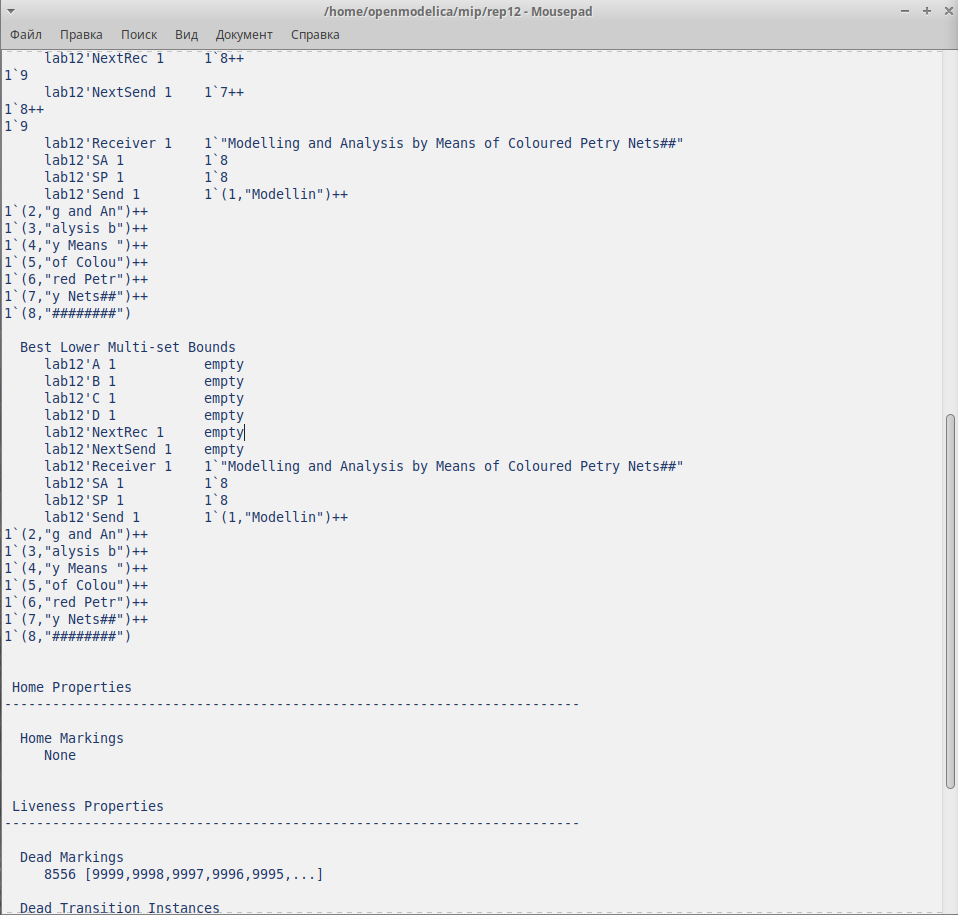 /home/openmodelica/mip/rep12 - Mousepad
Файл Правка Поиск Вид Документ Справка
lab12'NextRec 1     1`8++
1`9
lab12'NextSend 1    1`7++
1`8++
1`9
lab12'Receiver 1    1`"Modelling and Analysis by Means of Coloured Petry Nets##"
lab12'SA 1          1`8
lab12'SP 1          1`8
lab12'Send 1        1`(1,"Modellin")++
1`(2,"g and An")++
1`(3,"alysis b")++
1`(4,"y Means ")++
1`(5,"of Colou")++
1`(6,"red Petr")++
1`(7,"y Nets##")++
1`(8,"########")
Best Lower Multi-set Bounds
lab12'A 1           empty
lab12'B 1           empty
lab12'C 1           empty
lab12'D 1           empty
lab12'NextRec 1     empty
lab12'NextSend 1    empty
lab12'Receiver 1    1`"Modelling and Analysis by Means of Coloured Petry Nets##"
lab12'SA 1          1`8
lab12'SP 1          1`8
lab12'Send 1        1`(1,"Modellin")++
1`(2,"g and An")++
1`(3,"alysis b")++
1`(4,"y Means ")++
1`(5,"of Colou")++
1`(6,"red Petr")++
1`(7,"y Nets##")++
1`(8,"########")
Home Properties
------------------------------------------------------------------------
Home Markings
None
Liveness Properties
------------------------------------------------------------------------
Dead Markings
8556 [9999,9998,9997,9996,9995,...]
Dead Transition Instances